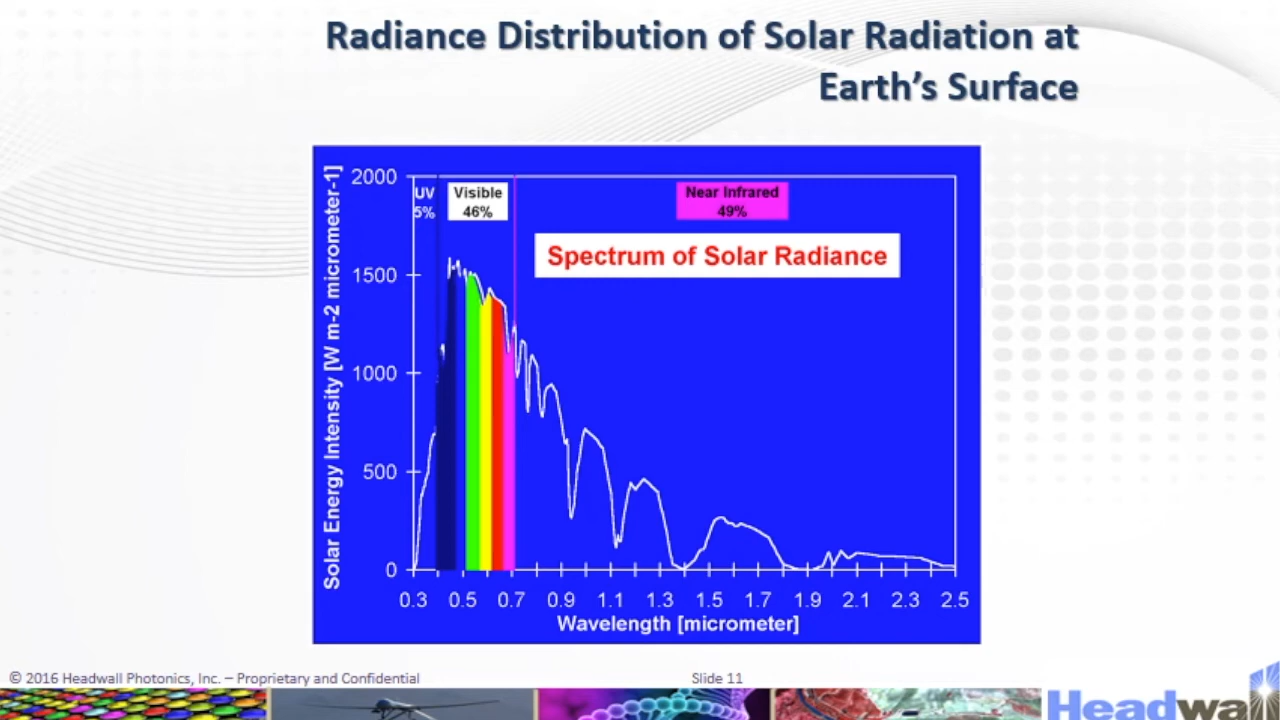 Radiance Distribution of Solar Radiation at
Earth’s Surface
Solar Energy Intensity [W m-2 micrometer-1]
2000
1500
1000
500
0
UV
5%
Visible
46%
Near Infrared
49%
Spectrum of Solar Radiance
0.3 0.5 0.7 0.9 1.1 1.3 1.5 1.7 1.9 2.1 2.3 2.5
Wavelength [micrometer]
© 2016 Headwall Photonics, Inc. – Proprietary and Confidential
Slide 11
Headwall